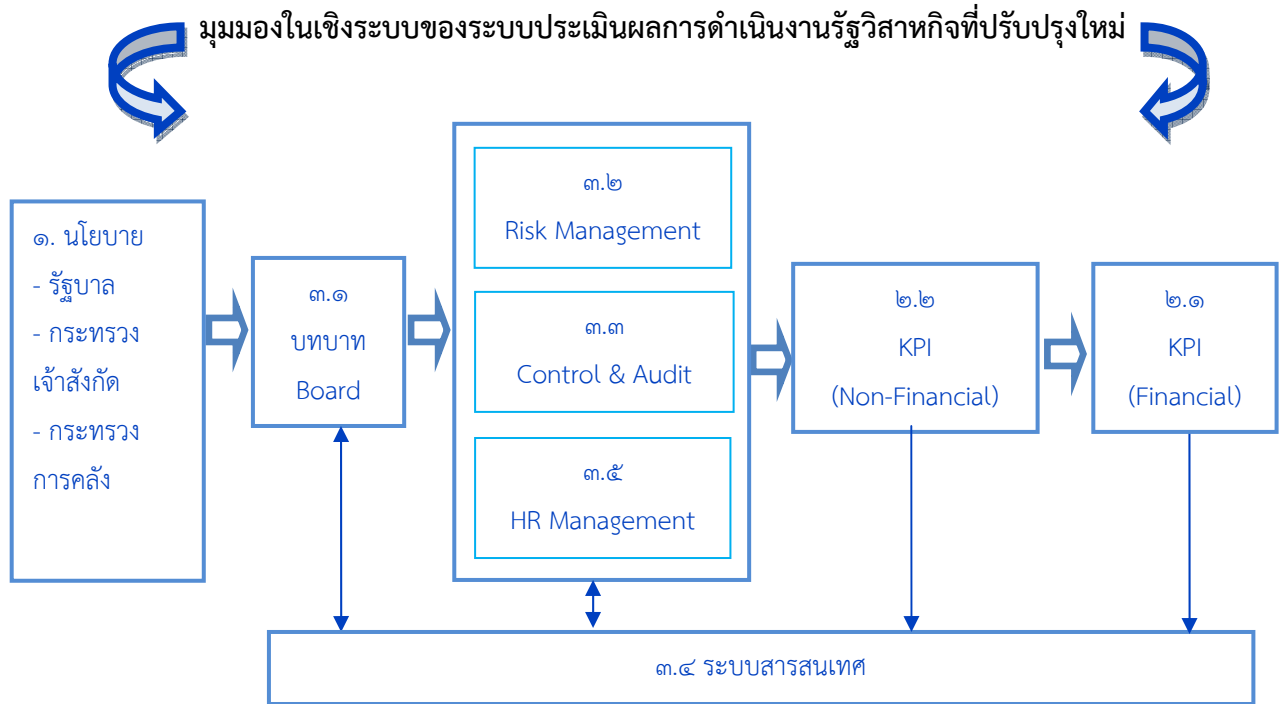 มุมมองในเชิงระบบของระบบประเมินผลการดำเนินงานรัฐวิสาหกิจที่ปรับปรุงใหม่
๑. นโยบาย
- รัฐบาล
- กระทรวง
เจ้าสังกัด
- กระทรวง
การคลัง
๓.๑
บทบาท
Board
๓.๒
Risk Management
๓.๓
Control & Audit
๓.๕
HR Management
๒.๒
KPI
(Non-Financial)
๒.๑
KPI
(Financial)
๓.๔ ระบบสารสนเทศ